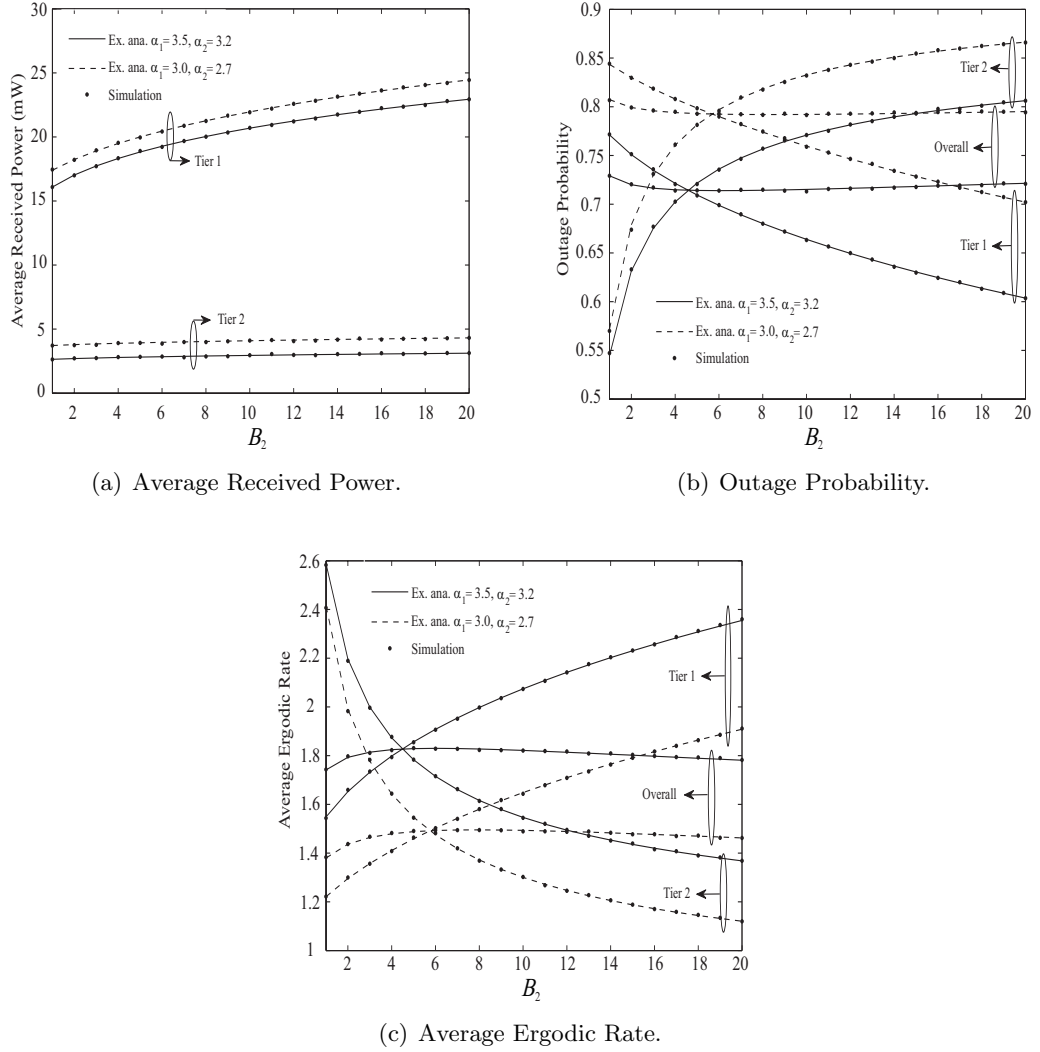 30
25
20
15
10
5
0
Average Received Power (mW)
Ex. ana. α₁= 3.5, α₂= 3.2
Ex. ana. α₁= 3.0, α₂= 2.7
Simulation
Tier 1
Tier 2
2 4 6 8 10 12 14 16 18 20
B₂
(a) Average Received Power.
0.9
0.85
0.8
0.75
0.7
0.65
0.6
0.55
0.5
Outage Probability
Tier 2
Overall
Tier 1
Ex. ana. α₁= 3.5, α₂= 3.2
Ex. ana. α₁= 3.0, α₂= 2.7
Simulation
2 4 6 8 10 12 14 16 18 20
B₂
(b) Outage Probability.
2.6
2.4
2.2
2
1.8
1.6
1.4
1.2
1
Average Ergodic Rate
Ex. ana. α₁= 3.5, α₂= 3.2
Ex. ana. α₁= 3.0, α₂= 2.7
Simulation
Tier 1
Overall
Tier 2
2 4 6 8 10 12 14 16 18 20
B₂
(c) Average Ergodic Rate.